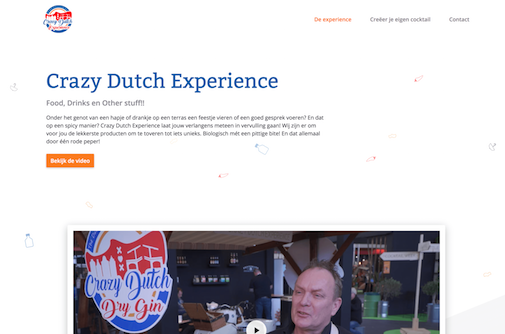 Crazy Dutch
De experience
Creëer je eigen cocktail
Contact
Crazy Dutch Experience
Food, Drinks en Other stuff!!
Onder het genot van een hapje of drankje op een terras een feestje vieren of een goed gesprek voeren? En dat
op een spicy manier? Crazy Dutch Experience laat jouw verlangens meteen in vervulling gaan! Wij zijn er om
voor jou de lekkerste producten om te toveren tot iets unieks. Biologisch mét een pittige bite! En dat allemaal
door één rode peper!
Bekijk de video
Crazy Dutch
Dry Gin